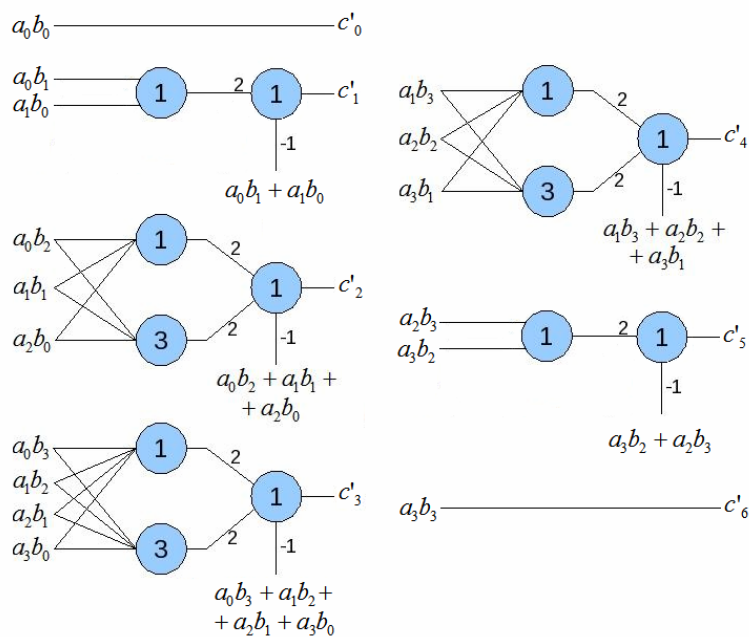 a₀b₀ c'₀
a₀b₁
a₁b₀
1 2 1 c'₁
-1
a₀b₁ + a₁b₀
a₀b₂
a₁b₁
a₂b₀
1 2
3 2
1 c'₂
-1
a₀b₂ + a₁b₁ +
+ a₂b₀
a₀b₃
a₁b₂
a₂b₁
a₃b₀
1 2
3 2
1 c'₃
-1
a₀b₃ + a₁b₂ +
+ a₂b₁ + a₃b₀
a₁b₃
a₂b₂
a₃b₁
1 2
3 2
1 c'₄
-1
a₁b₃ + a₂b₂ +
+ a₃b₁
a₂b₃
a₃b₂
1 2 1 c'₅
-1
a₃b₂ + a₂b₃
a₃b₃ c'₆